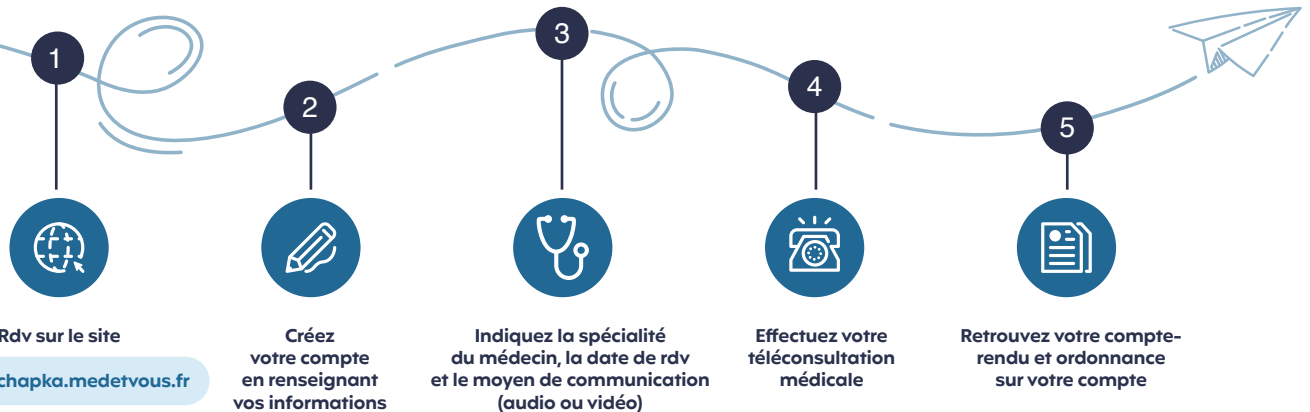 1
2
3
4
5
Rdv sur le site
chapka.medetvous.fr
Créez
votre compte
en renseignant
vos informations
Indiquez la spécialité
du médecin, la date de rdv
et le moyen de communication
(audio ou vidéo)
Effectuez votre
téléconsultation
médicale
Retrouvez votre compte-
rendu et ordonnance
sur votre compte